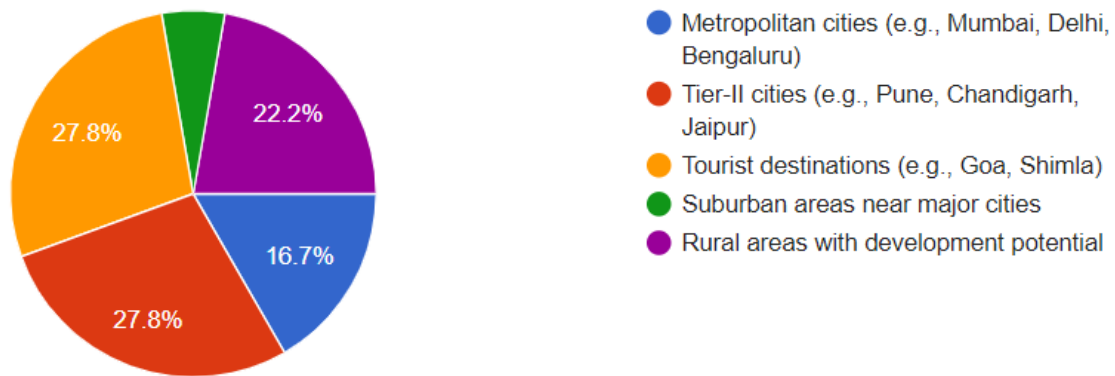 22.2%
27.8%
16.7%
27.8%
Metropolitan cities (e.g., Mumbai, Delhi,
Bengaluru)
Tier-II cities (e.g., Pune, Chandigarh,
Jaipur)
Tourist destinations (e.g., Goa, Shimla)
Suburban areas near major cities
Rural areas with development potential